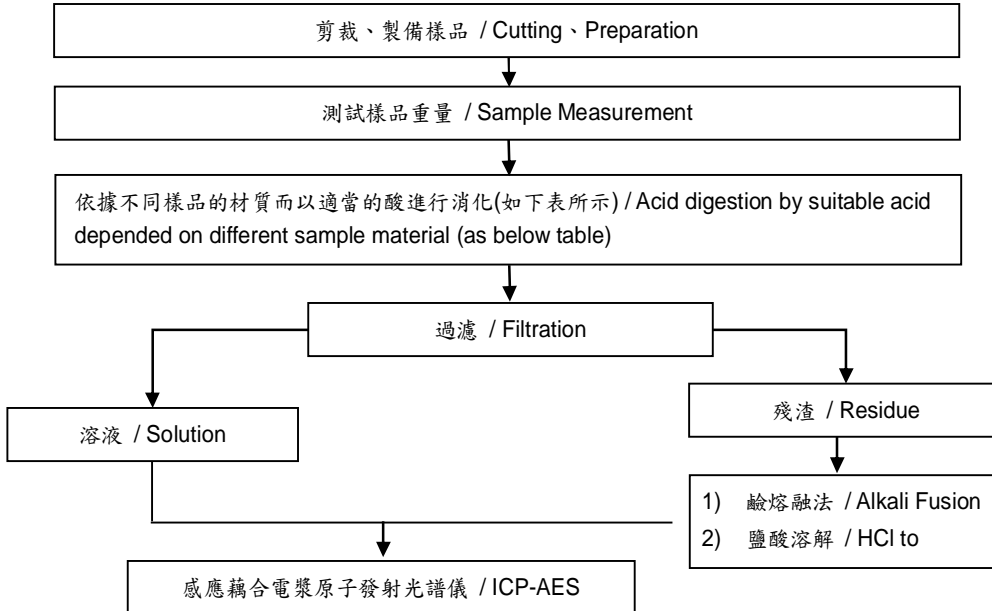 剪裁、製備樣品 / Cutting、Preparation
測試樣品重量 / Sample Measurement
依據不同樣品的材質而以適當的酸進行消化(如下表所示) / Acid digestion by suitable acid
depended on different sample material (as below table)
過濾 / Filtration
溶液 / Solution
殘渣 / Residue
1) 鹼熔融法 / Alkali Fusion
2) 鹽酸溶解 / HCl to
感應藕合電漿原子發射光譜儀 / ICP-AES